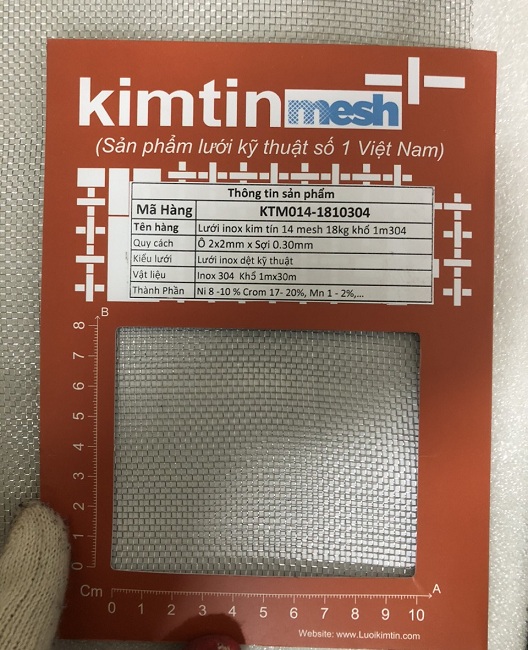 kimtin mesh
(Sản phẩm lưới kỹ thuật số 1 Việt Nam)
Thông tin sản phẩm
Mã Hàng KTM014-1810304
Tên hàng Lưới inox kim tín 14 mesh 18kg khổ 1m304
Quy cách Ô 2x2mm x Sợi 0.30mm
Kiểu lưới Lưới inox dệt kỹ thuật
Vật liệu Inox 304 Khổ 1mx30m
Thành Phần Ni 8 -10 % Crom 17- 20%, Mn 1 - 2%,...
B
8
7
6
5
4
3
2
1
0
Cm
0 1 2 3 4 5 6 7 8 9 10
A
Website: www.Luoikimtin.com